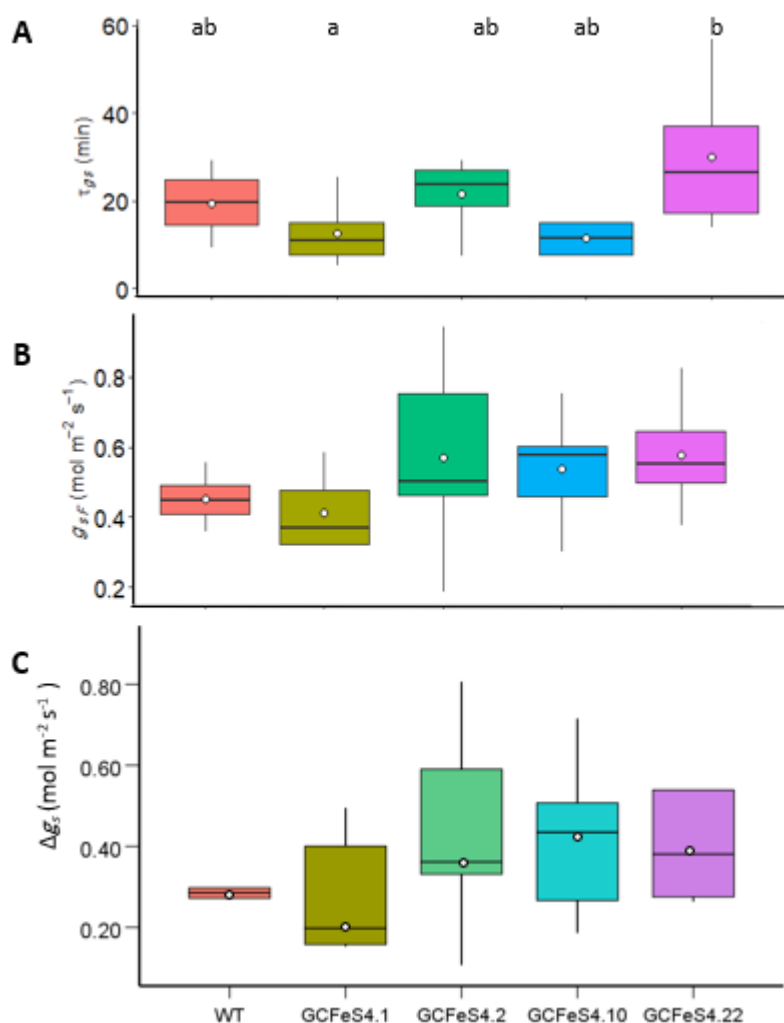 A
ab a ab ab b
60
40
20
0
τgs (min)
B
0.8
0.6
0.4
0.2
gsF (mol m⁻² s⁻¹)
C
0.80
0.60
0.40
0.20
Δgs (mol m⁻² s⁻¹)
WT GCFeS4.1 GCFeS4.2 GCFeS4.10 GCFeS4.22